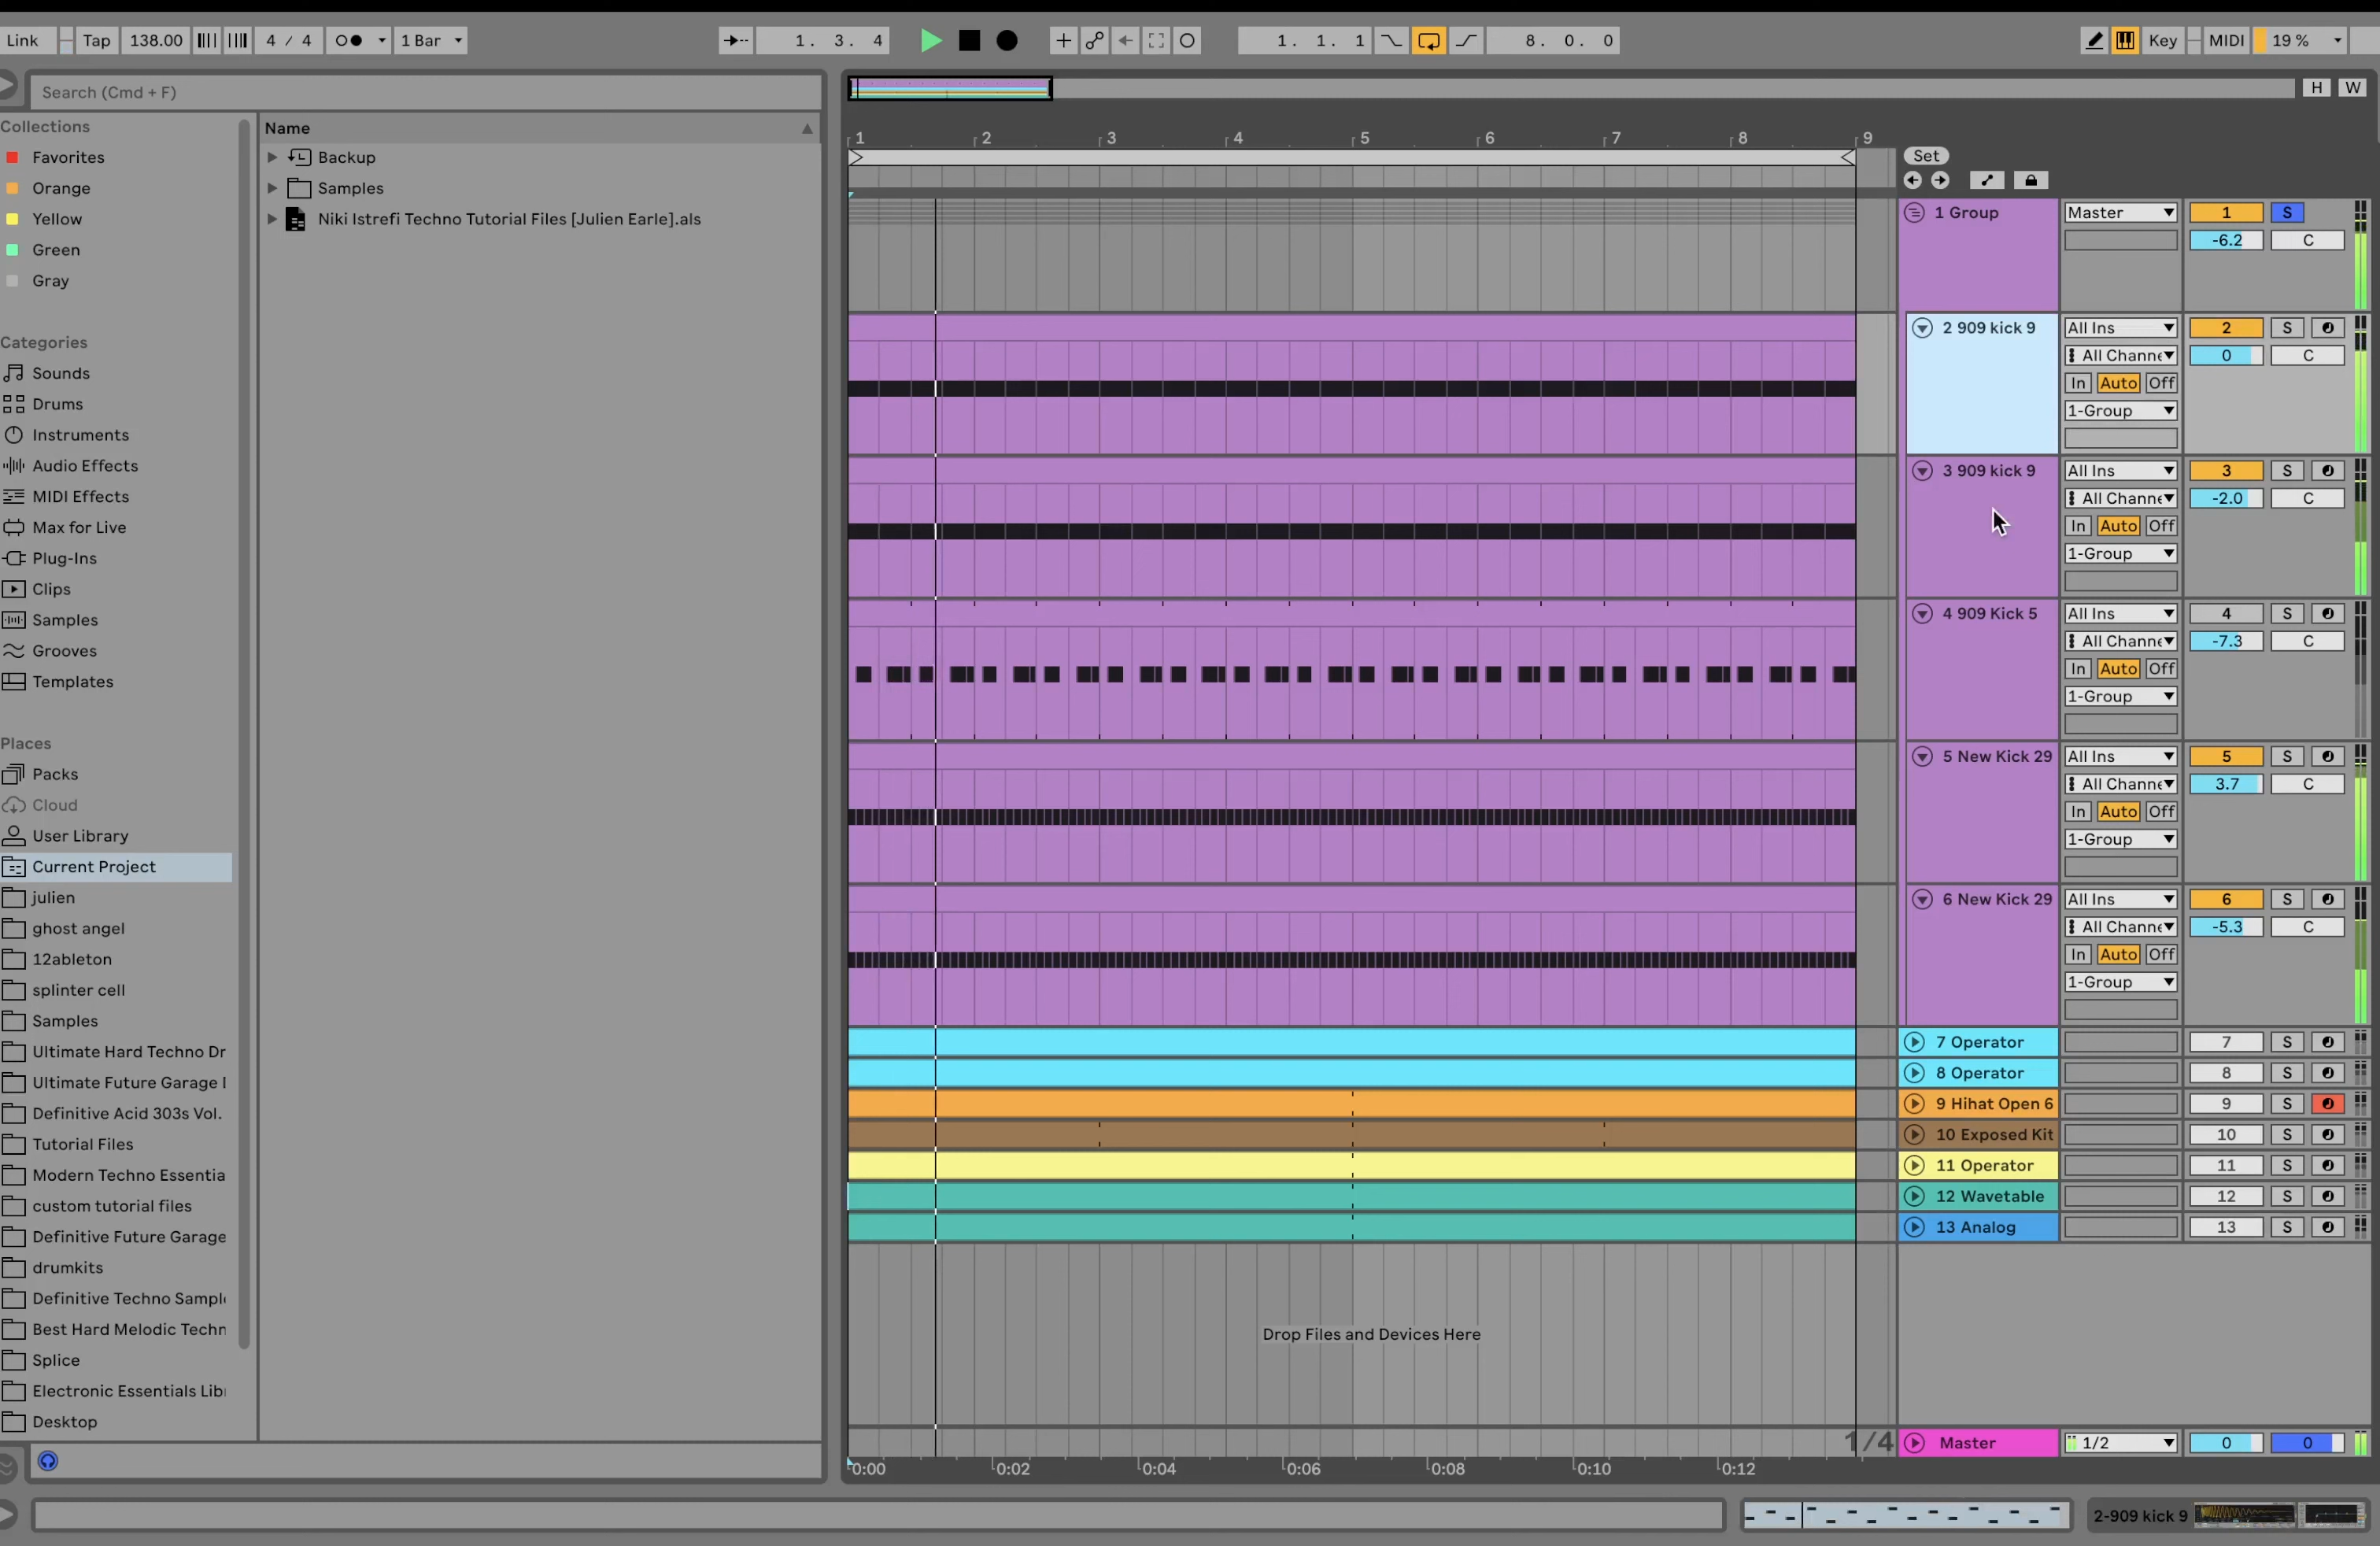 Link Tap 138.00 4 / 4 1 Bar 1. 3. 4 1. 1. 1 8. 0. 0 Key MIDI 19 %
Search (Cmd + F)
H W
Collections
Favorites
Orange
Yellow
Green
Gray
Categories
Sounds
Drums
Instruments
Audio Effects
MIDI Effects
Max for Live
Plug-Ins
Clips
Samples
Grooves
Templates
Places
Packs
Cloud
User Library
Current Project
julien
ghost angel
12ableton
splinter cell
Samples
Ultimate Hard Techno Dr
Ultimate Future Garage
Definitive Acid 303s Vol.
Tutorial Files
Modern Techno Essentia
custom tutorial files
Definitive Future Garage
drumkits
Definitive Techno Sampl
Best Hard Melodic Techn
Splice
Electronic Essentials Lib
Desktop
Name
Backup
Samples
Niki Istrefi Techno Tutorial Files [Julien Earle].als
1 2 3 4 5 6 7 8 9
Set
1 Group Master 1 S
-6.2 C
2 909 kick 9 All Ins 2 S
All Channe 0 C
In Auto Off
1-Group
3 909 kick 9 All Ins 3 S
All Channe -2.0 C
In Auto Off
1-Group
4 909 Kick 5 All Ins 4 S
All Channe -7.3 C
In Auto Off
1-Group
5 New Kick 29 All Ins 5 S
All Channe 3.7 C
In Auto Off
1-Group
6 New Kick 29 All Ins 6 S
All Channe -5.3 C
In Auto Off
1-Group
7 Operator 7 S
8 Operator 8 S
9 Hihat Open 6 9 S
10 Exposed Kit 10 S
11 Operator 11 S
12 Wavetable 12 S
13 Analog 13 S
Drop Files and Devices Here
1/4 Master 1/2 0 0
0:00 0:02 0:04 0:06 0:08 0:10 0:12
2-909 kick 9